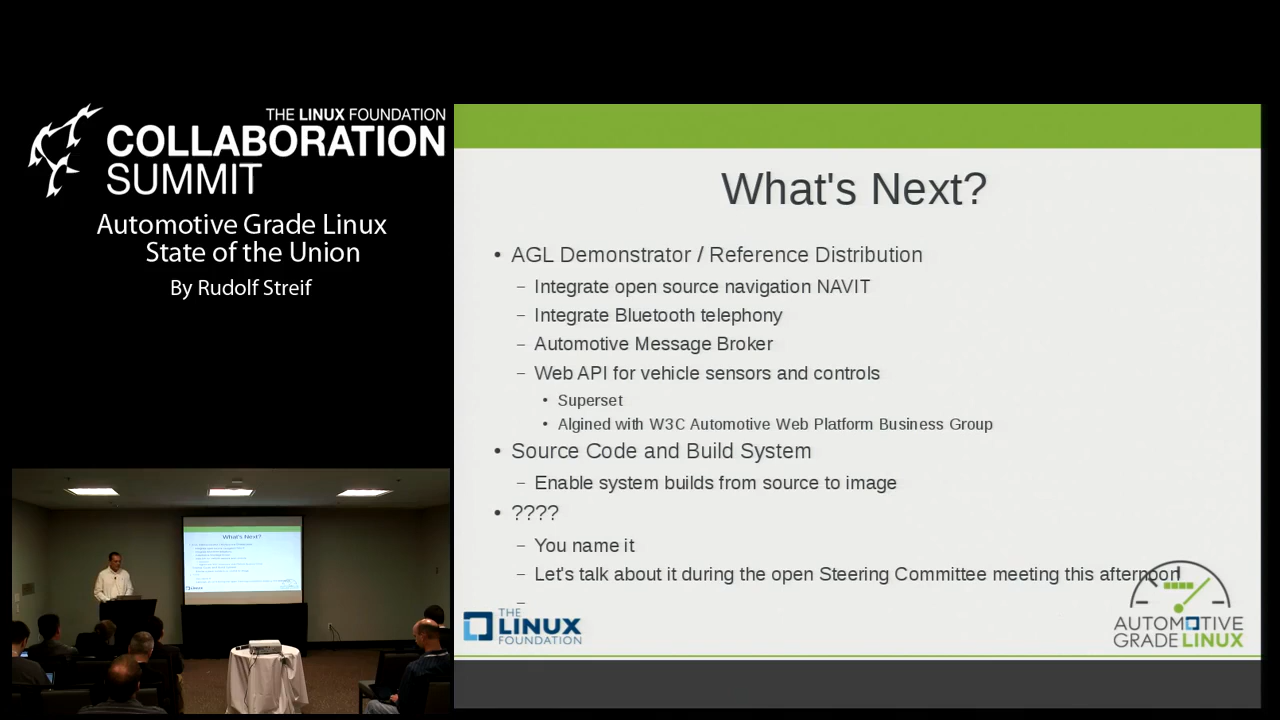 THE LINUX FOUNDATION
COLLABORATION
SUMMIT
Automotive Grade Linux
State of the Union
By Rudolf Streif
What's Next?
• AGL Demonstrator / Reference Distribution
– Integrate open source navigation NAVIT
– Integrate Bluetooth telephony
– Automotive Message Broker
– Web API for vehicle sensors and controls
• Superset
• Algined with W3C Automotive Web Platform Business Group
• Source Code and Build System
– Enable system builds from source to image
• ????
– You name it
– Let's talk about it during the open Steering Committee meeting this afternoon
–
THE
LINUX
FOUNDATION
AUTOMOTIVE
GRADE LINUX
What's Next?